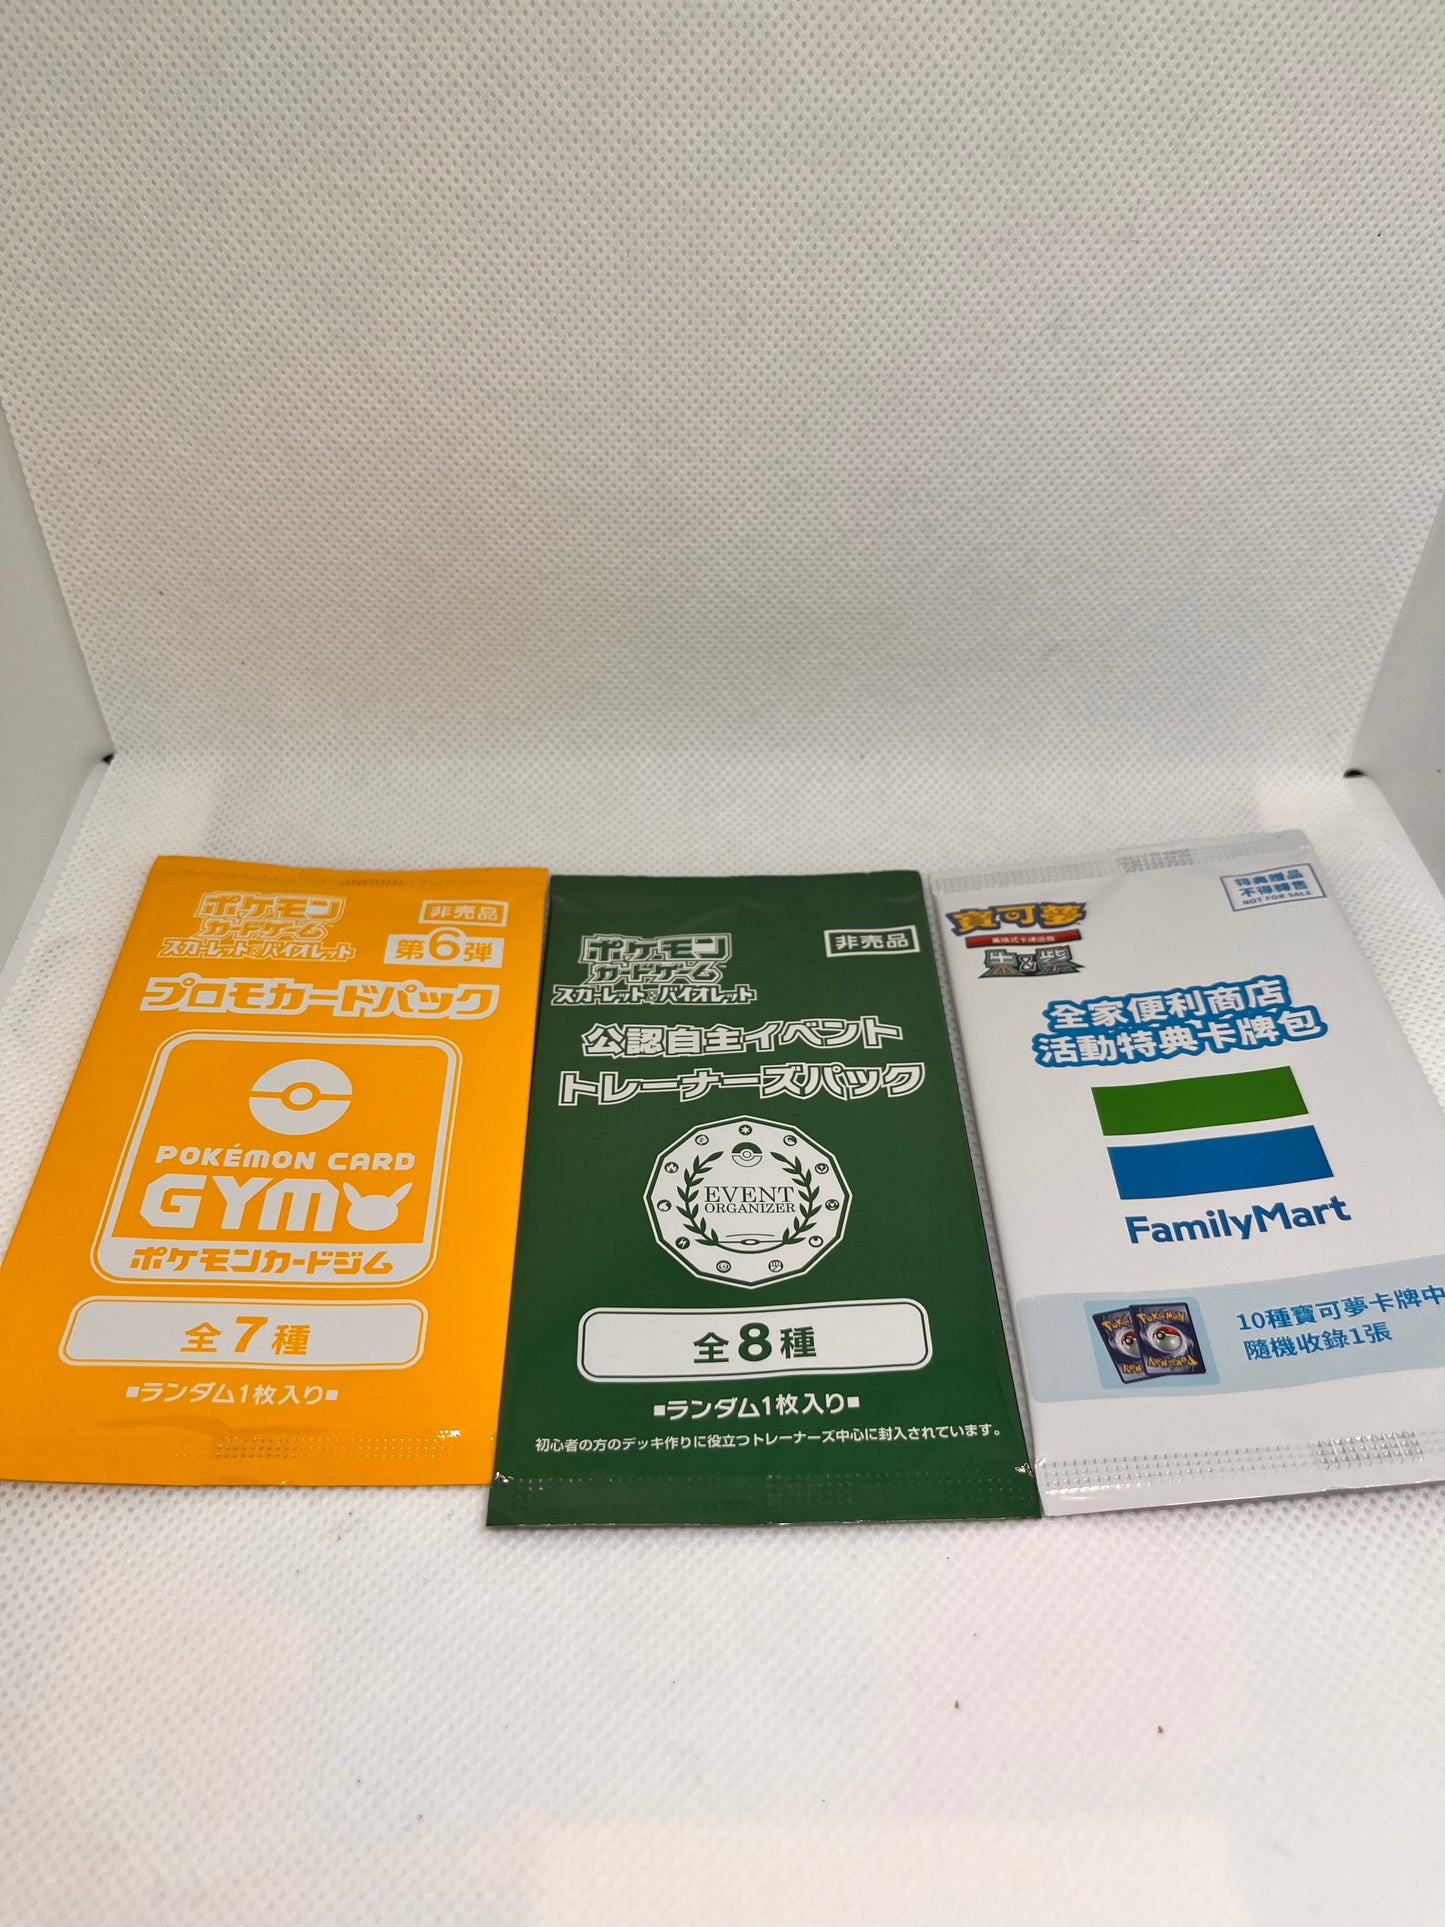 ポケモン
カードゲーム
スカーレット&バイオレット
非売品
第6弾
プロモカードパック
POKÉMON CARD
GYM
ポケモンカードジム
全7種
■ランダム1枚入り■
ポケモン
カードゲーム
スカーレット&バイオレット
非売品
公認自主イベント
トレーナーズパック
EVENT
ORGANIZER
全8種
■ランダム1枚入り■
初心者の方のデッキ作りに役立つトレーナーズ中心に封入されています。
寶可夢
集換式卡牌遊戲
朱&紫
特典贈品
不得轉售
NOT FOR SALE
全家便利商店
活動特典卡牌包
FamilyMart
10種寶可夢卡牌中
隨機收錄1張